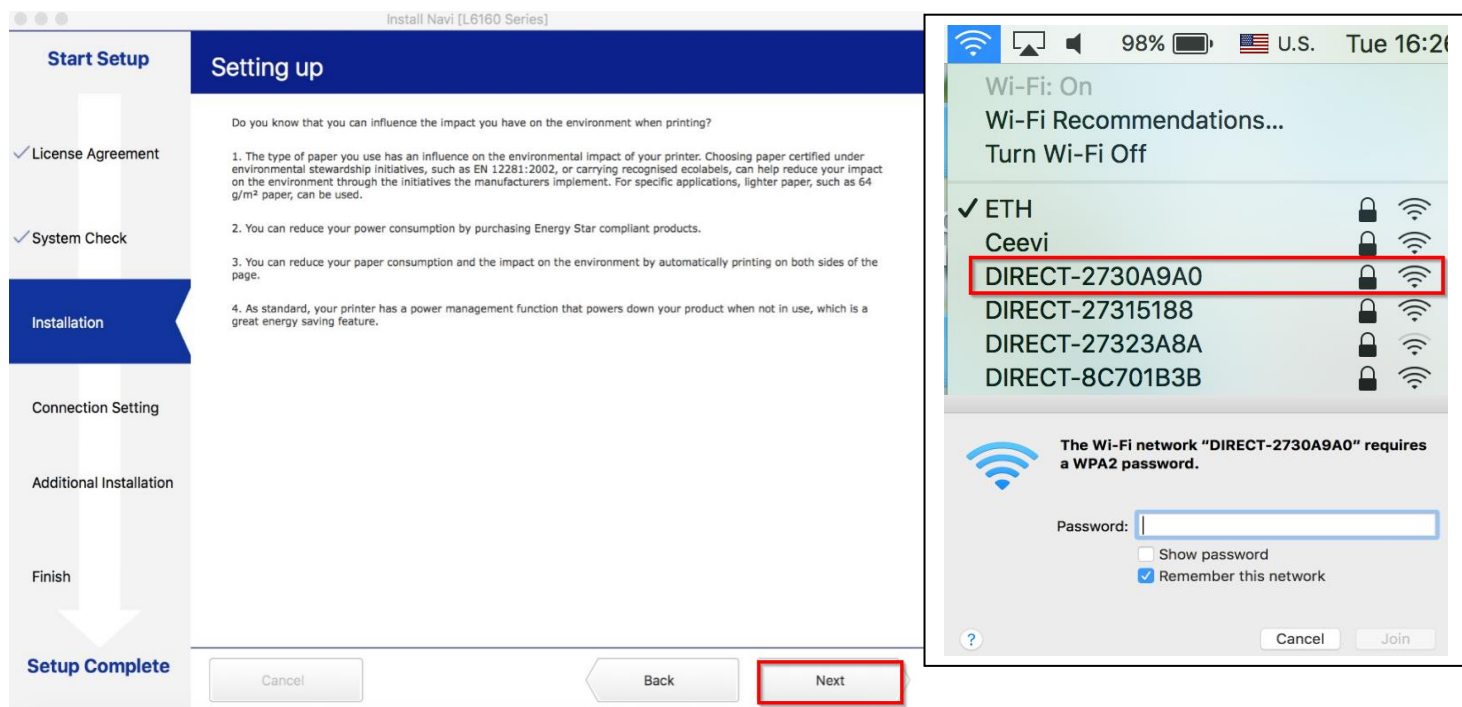 Install Navi [L6160 Series]
Start Setup
License Agreement
System Check
Installation
Connection Setting
Additional Installation
Finish
Setup Complete
Setting up
Do you know that you can influence the impact you have on the environment when printing?
1. The type of paper you use has an influence on the environmental impact of your printer. Choosing paper certified under
environmental stewardship initiatives, such as EN 12281:2002, or carrying recognised ecolabels, can help reduce your impact
on the environment through the initiatives the manufacturers implement. For specific applications, lighter paper, such as 64
g/m² paper, can be used.
2. You can reduce your power consumption by purchasing Energy Star compliant products.
3. You can reduce your paper consumption and the impact on the environment by automatically printing on both sides of the
page.
4. As standard, your printer has a power management function that powers down your product when not in use, which is a
great energy saving feature.
Cancel
Back
Next
98% U.S. Tue 16:26
Wi-Fi: On
Wi-Fi Recommendations...
Turn Wi-Fi Off
✓ ETH
Ceevi
DIRECT-2730A9A0
DIRECT-27315188
DIRECT-27323A8A
DIRECT-8C701B3B
The Wi-Fi network “DIRECT-2730A9A0” requires
a WPA2 password.
Password:
Show password
Remember this network
?
Cancel
Join